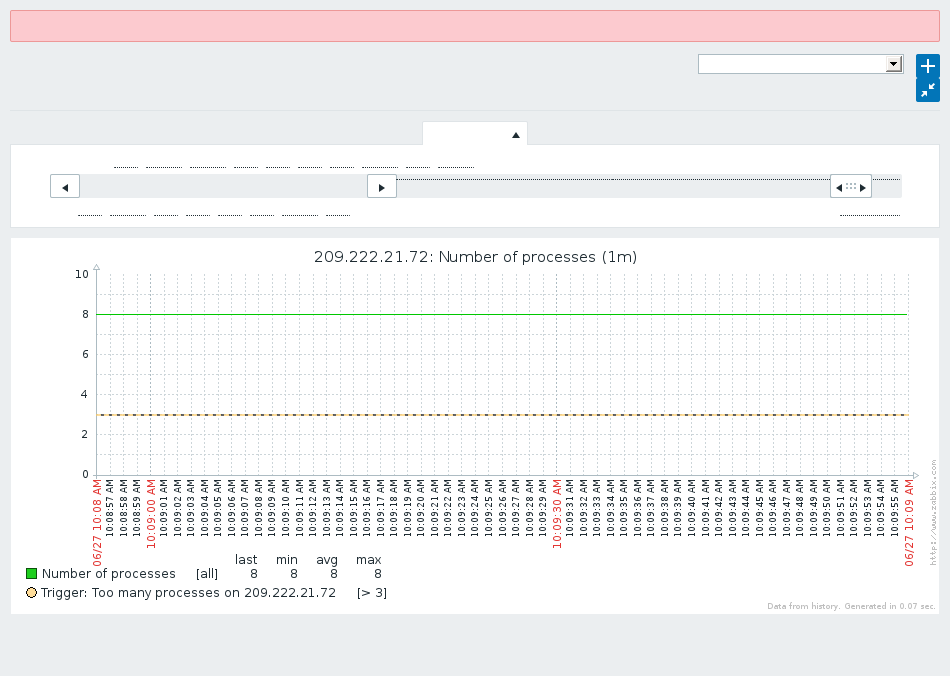 209.222.21.72: Number of processes (1m)
10
8
6
4
2
0
06/27 10:08 AM
10:08:57 AM
10:08:58 AM
10:08:59 AM
10:09:00 AM
10:09:01 AM
10:09:02 AM
10:09:03 AM
10:09:04 AM
10:09:05 AM
10:09:06 AM
10:09:07 AM
10:09:08 AM
10:09:09 AM
10:09:10 AM
10:09:11 AM
10:09:12 AM
10:09:13 AM
10:09:14 AM
10:09:15 AM
10:09:16 AM
10:09:17 AM
10:09:18 AM
10:09:19 AM
10:09:20 AM
10:09:21 AM
10:09:22 AM
10:09:23 AM
10:09:24 AM
10:09:25 AM
10:09:26 AM
10:09:27 AM
10:09:28 AM
10:09:29 AM
10:09:30 AM
10:09:31 AM
10:09:32 AM
10:09:33 AM
10:09:34 AM
10:09:35 AM
10:09:36 AM
10:09:37 AM
10:09:38 AM
10:09:39 AM
10:09:40 AM
10:09:41 AM
10:09:42 AM
10:09:43 AM
10:09:44 AM
10:09:45 AM
10:09:46 AM
10:09:47 AM
10:09:48 AM
10:09:49 AM
10:09:50 AM
10:09:51 AM
10:09:52 AM
10:09:53 AM
10:09:54 AM
10:09:55 AM
06/27 10:09 AM
http://www.zabbix.com
last min avg max
Number of processes [all] 8 8 8 8
Trigger: Too many processes on 209.222.21.72 [> 3]
Data from history. Generated in 0.07 sec.